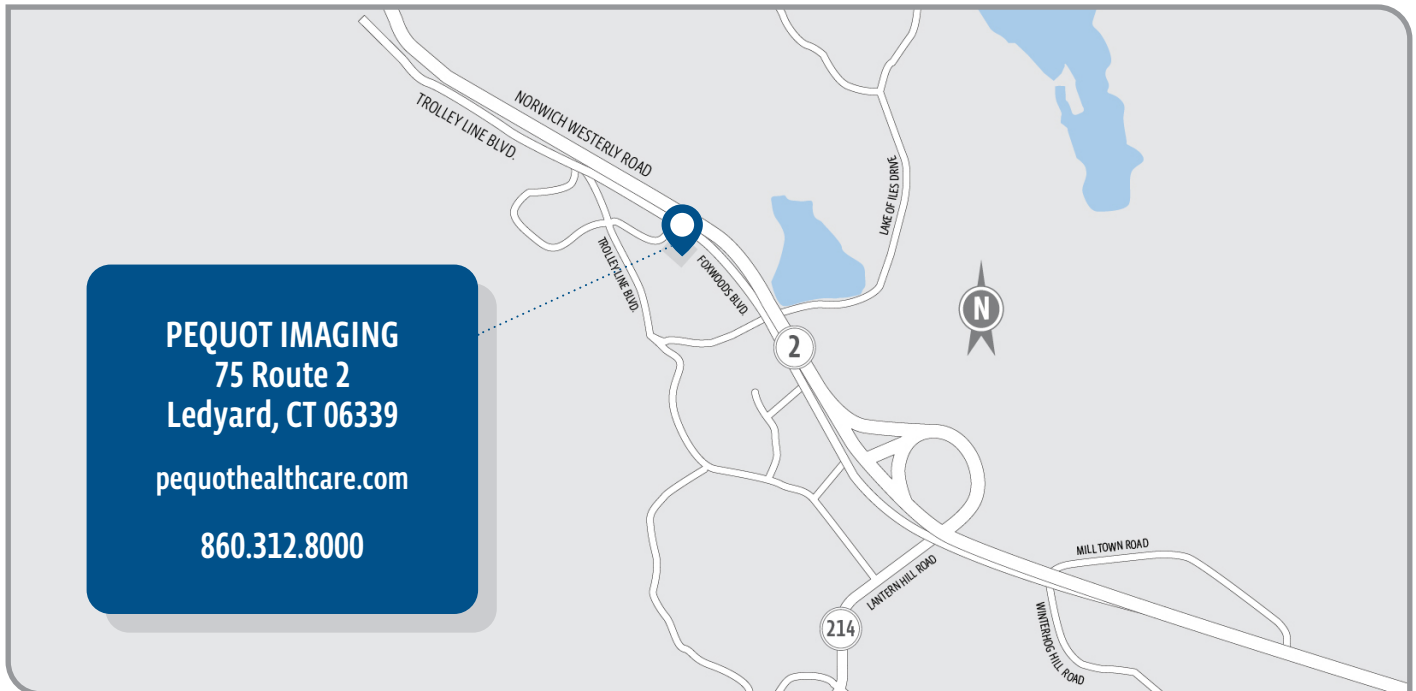 NORWICH WESTERLY ROAD
TROLLEY LINE BLVD.
LAKE OF ILES DRIVE
TROLLEY LINE BLVD.
FOXWOODS BLVD.
N
2
PEQUOT IMAGING
75 Route 2
Ledyard, CT 06339
pequothealthcare.com
860.312.8000
MILL TOWN ROAD
LANTERN HILL ROAD
214
WINTERHOG HILL ROAD